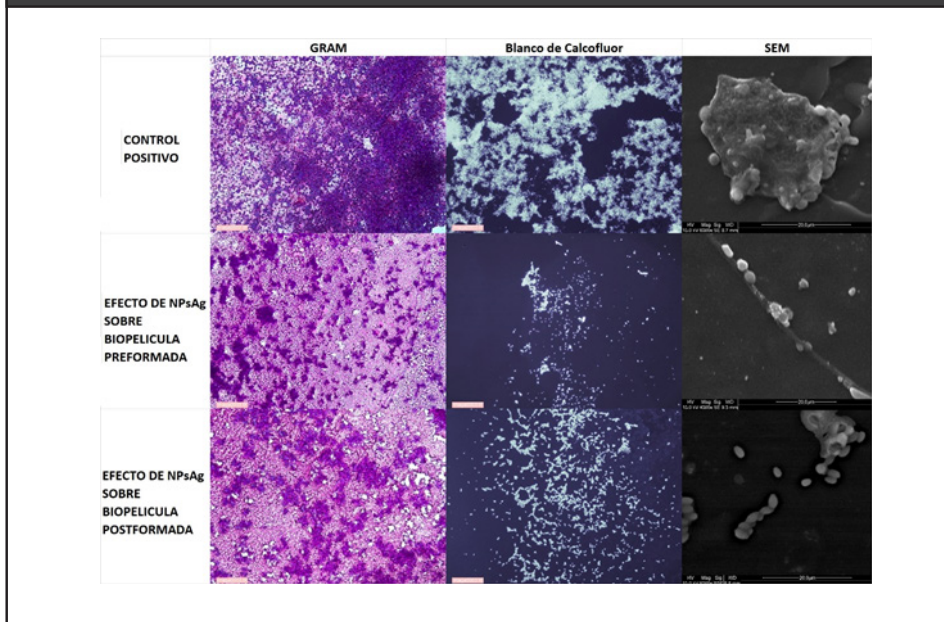 GRAM
Blanco de Calcofluor
SEM
CONTROL
POSITIVO
EFECTO DE NPsAg
SOBRE
BIOPELICULA
PREFORMADA
EFECTO DE NPsAg
SOBRE
BIOPELICULA
POSTFORMADA